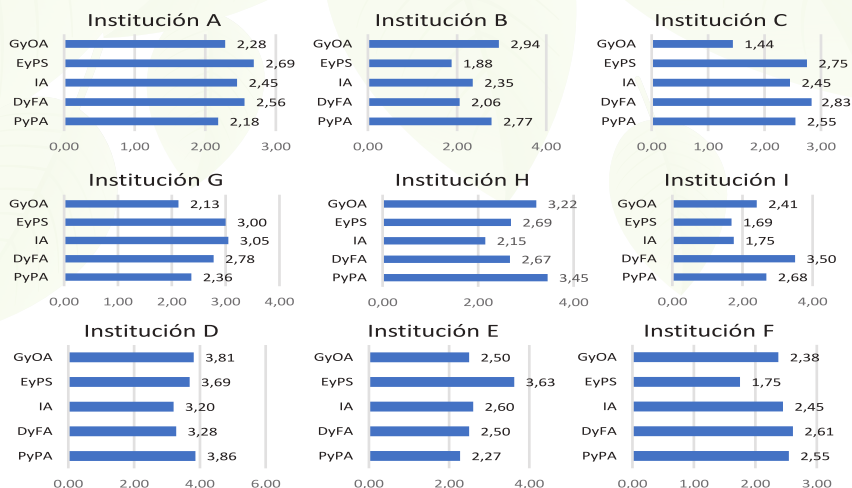 Institución A
GyOA 2,28
EyPS 2,69
IA 2,45
DyFA 2,56
PyPA 2,18
0,00 1,00 2,00 3,00
Institución B
GyOA 2,94
EyPS 1,88
IA 2,35
DyFA 2,06
PyPA 2,77
0,00 2,00 4,00
Institución C
GyOA 1,44
EyPS 2,75
IA 2,45
DyFA 2,83
PyPA 2,55
0,00 1,00 2,00 3,00
Institución G
GyOA 2,13
EyPS 3,00
IA 3,05
DyFA 2,78
PyPA 2,36
0,00 1,00 2,00 3,00 4,00
Institución H
GyOA 3,22
EyPS 2,69
IA 2,15
DyFA 2,67
PyPA 3,45
0,00 2,00 4,00
Institución I
GyOA 2,41
EyPS 1,69
IA 1,75
DyFA 3,50
PyPA 2,68
0,00 2,00 4,00
Institución D
GyOA 3,81
EyPS 3,69
IA 3,20
DyFA 3,28
PyPA 3,86
0,00 2,00 4,00 6,00
Institución E
GyOA 2,50
EyPS 3,63
IA 2,60
DyFA 2,50
PyPA 2,27
0,00 2,00 4,00
Institución F
GyOA 2,38
EyPS 1,75
IA 2,45
DyFA 2,61
PyPA 2,55
0,00 1,00 2,00 3,00